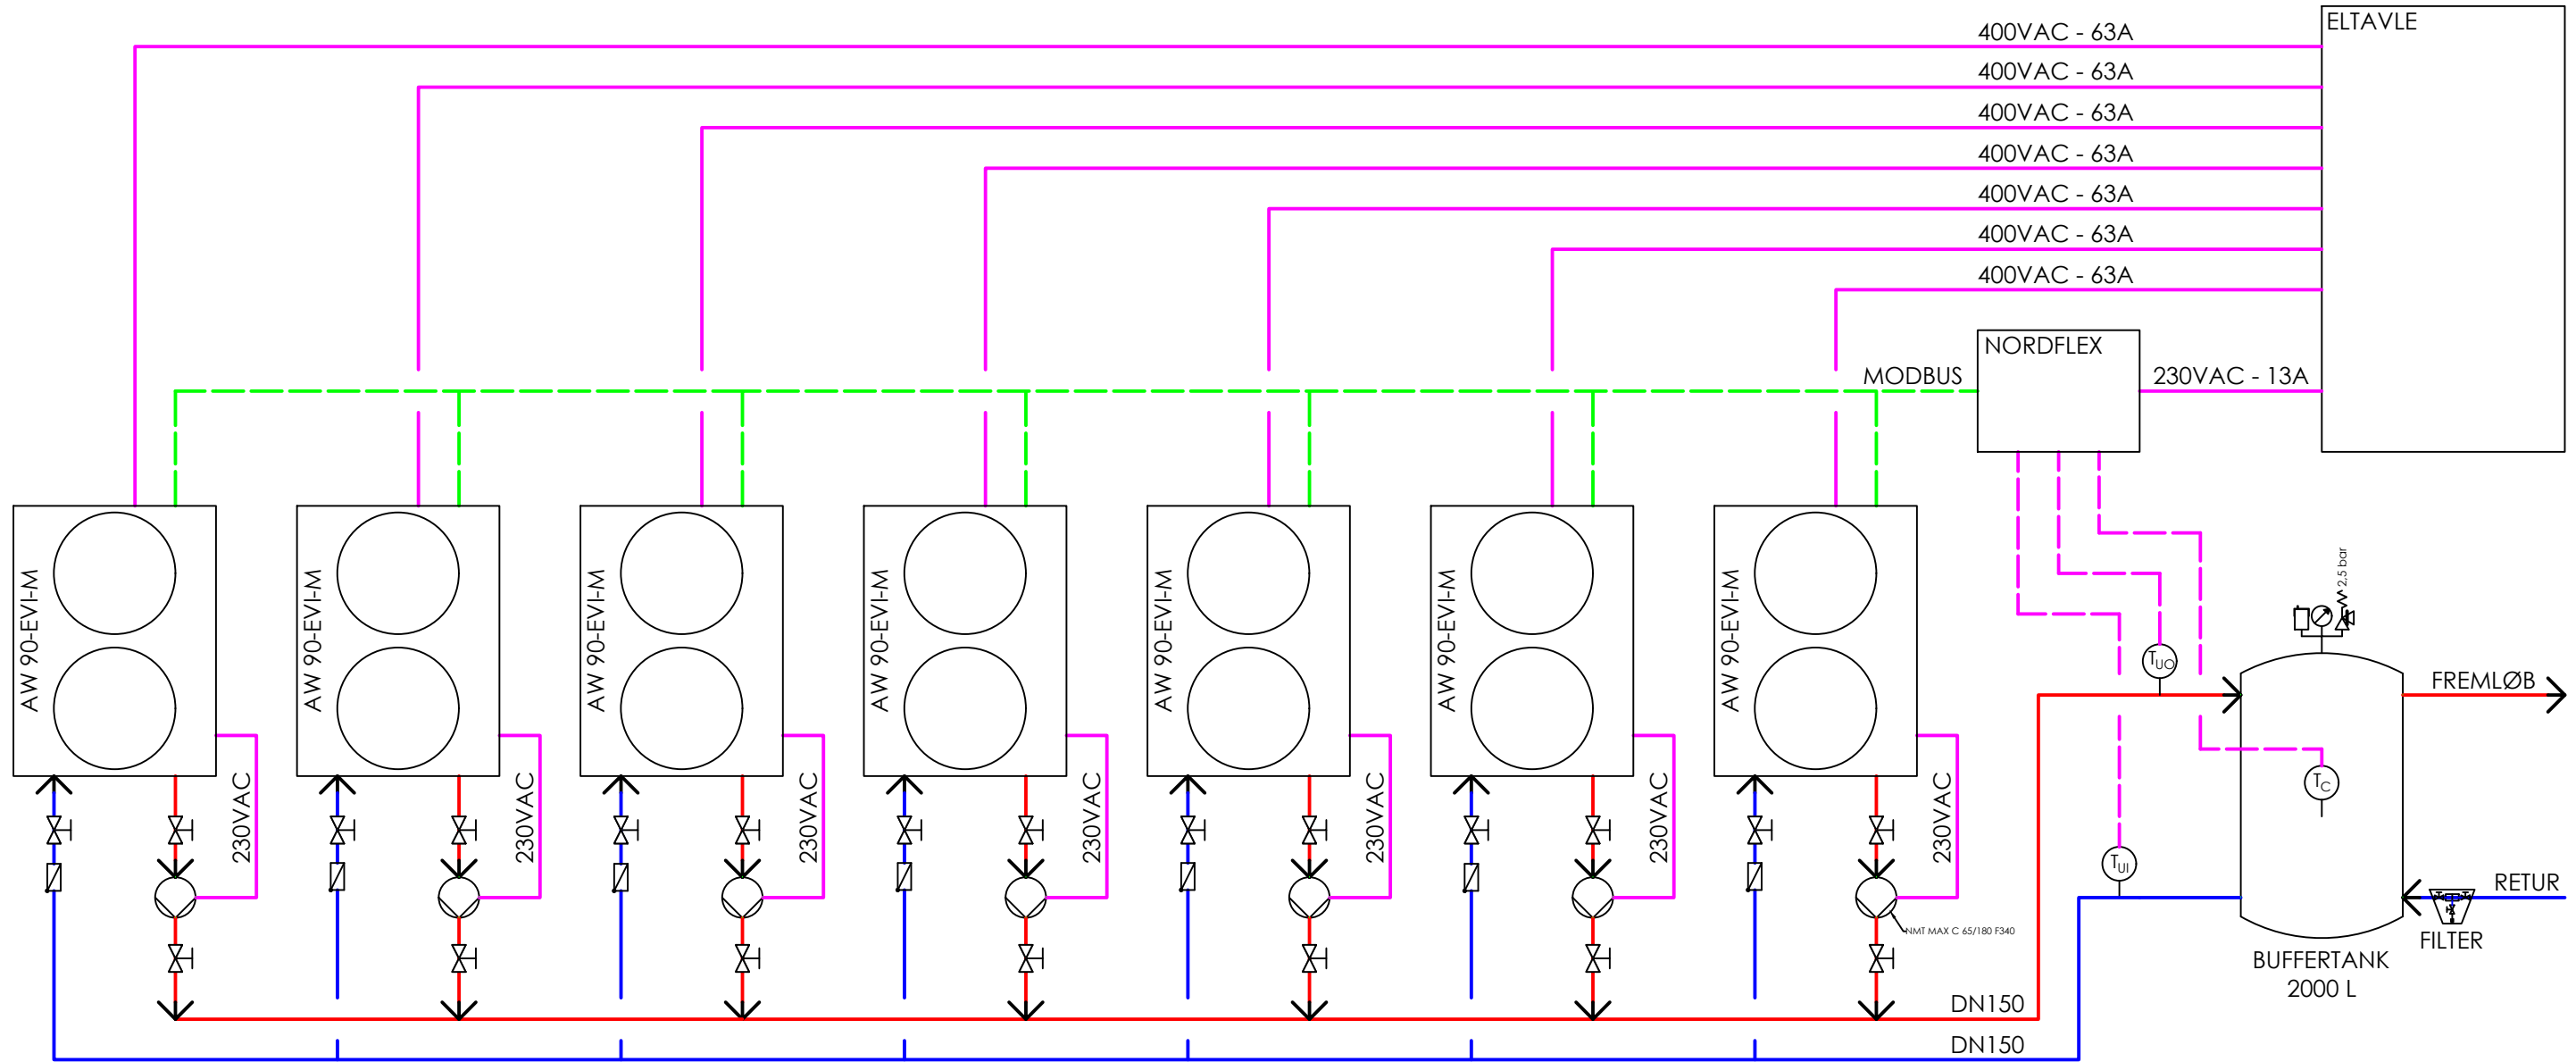 ELTAVLE
400VAC - 63A
400VAC - 63A
400VAC - 63A
400VAC - 63A
400VAC - 63A
400VAC - 63A
400VAC - 63A
NORDFLEX
MODBUS
230VAC - 13A
AW 90-EVI-M
AW 90-EVI-M
AW 90-EVI-M
AW 90-EVI-M
AW 90-EVI-M
AW 90-EVI-M
AW 90-EVI-M
2,5 bar
TUO
FREMLØB
TC
230VAC
230VAC
230VAC
230VAC
230VAC
230VAC
230VAC
TUI
RETUR
NMT MAX C 65/180 F340
FILTER
BUFFERTANK
2000 L
DN150
DN150